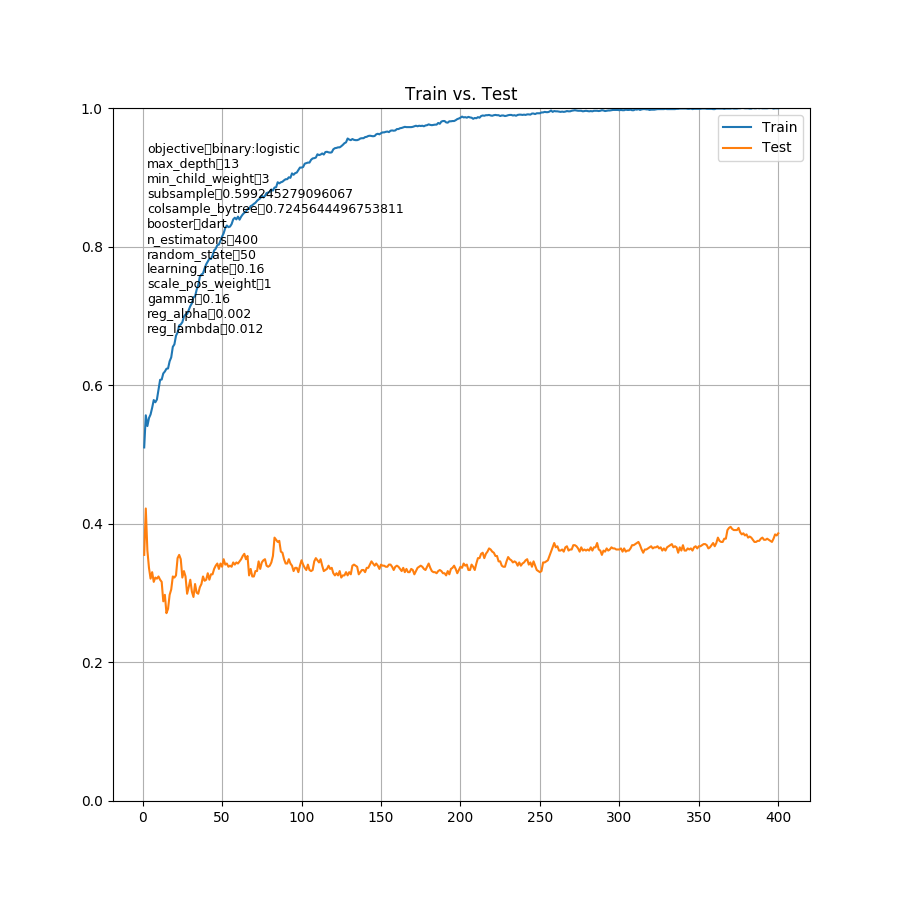 Train vs. Test
1.0
0.8
0.6
0.4
0.2
0.0
objective▯binary:logistic
max_depth▯13
min_child_weight▯3
subsample▯0.599245279096067
colsample_bytree▯0.7245644496753811
booster▯dart
n_estimators▯400
random_state▯50
learning_rate▯0.16
scale_pos_weight▯1
gamma▯0.16
reg_alpha▯0.002
reg_lambda▯0.012
Train
Test
0 50 100 150 200 250 300 350 400